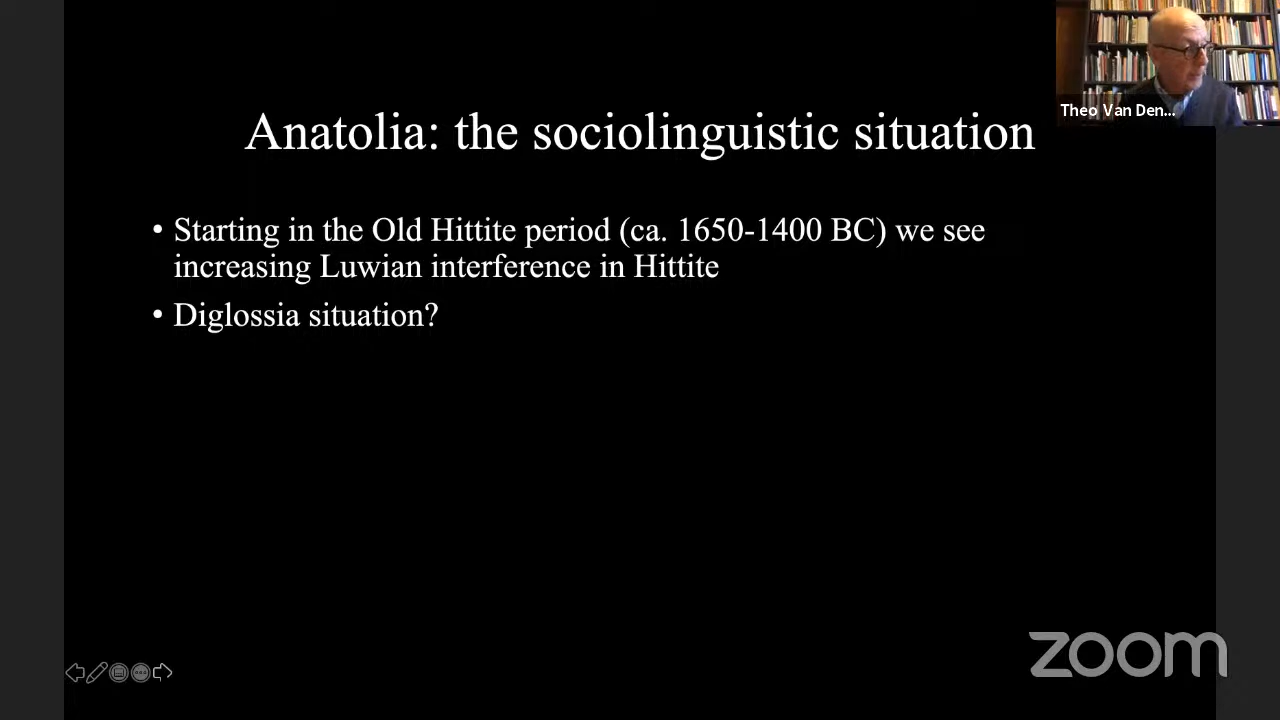 Theo Van Den...
Anatolia: the sociolinguistic situation
• Starting in the Old Hittite period (ca. 1650-1400 BC) we see
increasing Luwian interference in Hittite
• Diglossia situation?
zoom